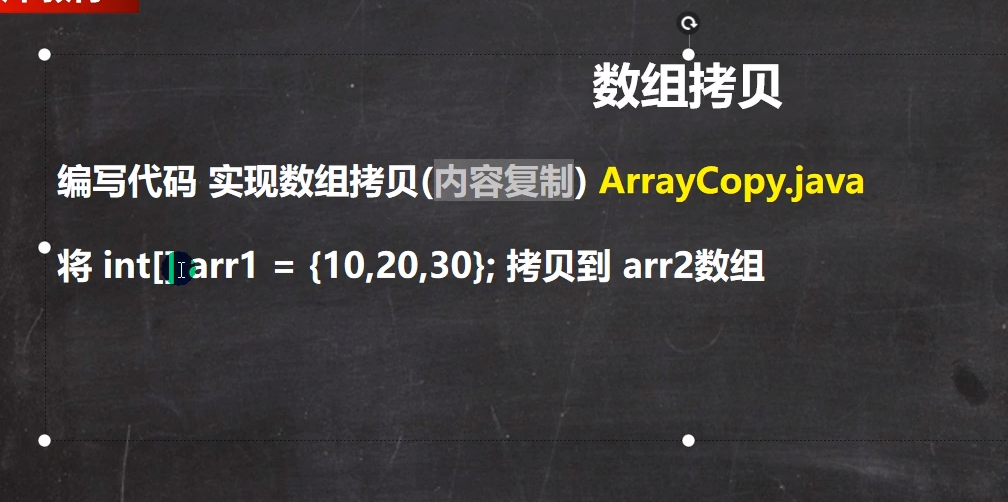 数组拷贝
编写代码 实现数组拷贝(内容复制) ArrayCopy.java
将 int[] arr1 = {10,20,30}; 拷贝到 arr2数组